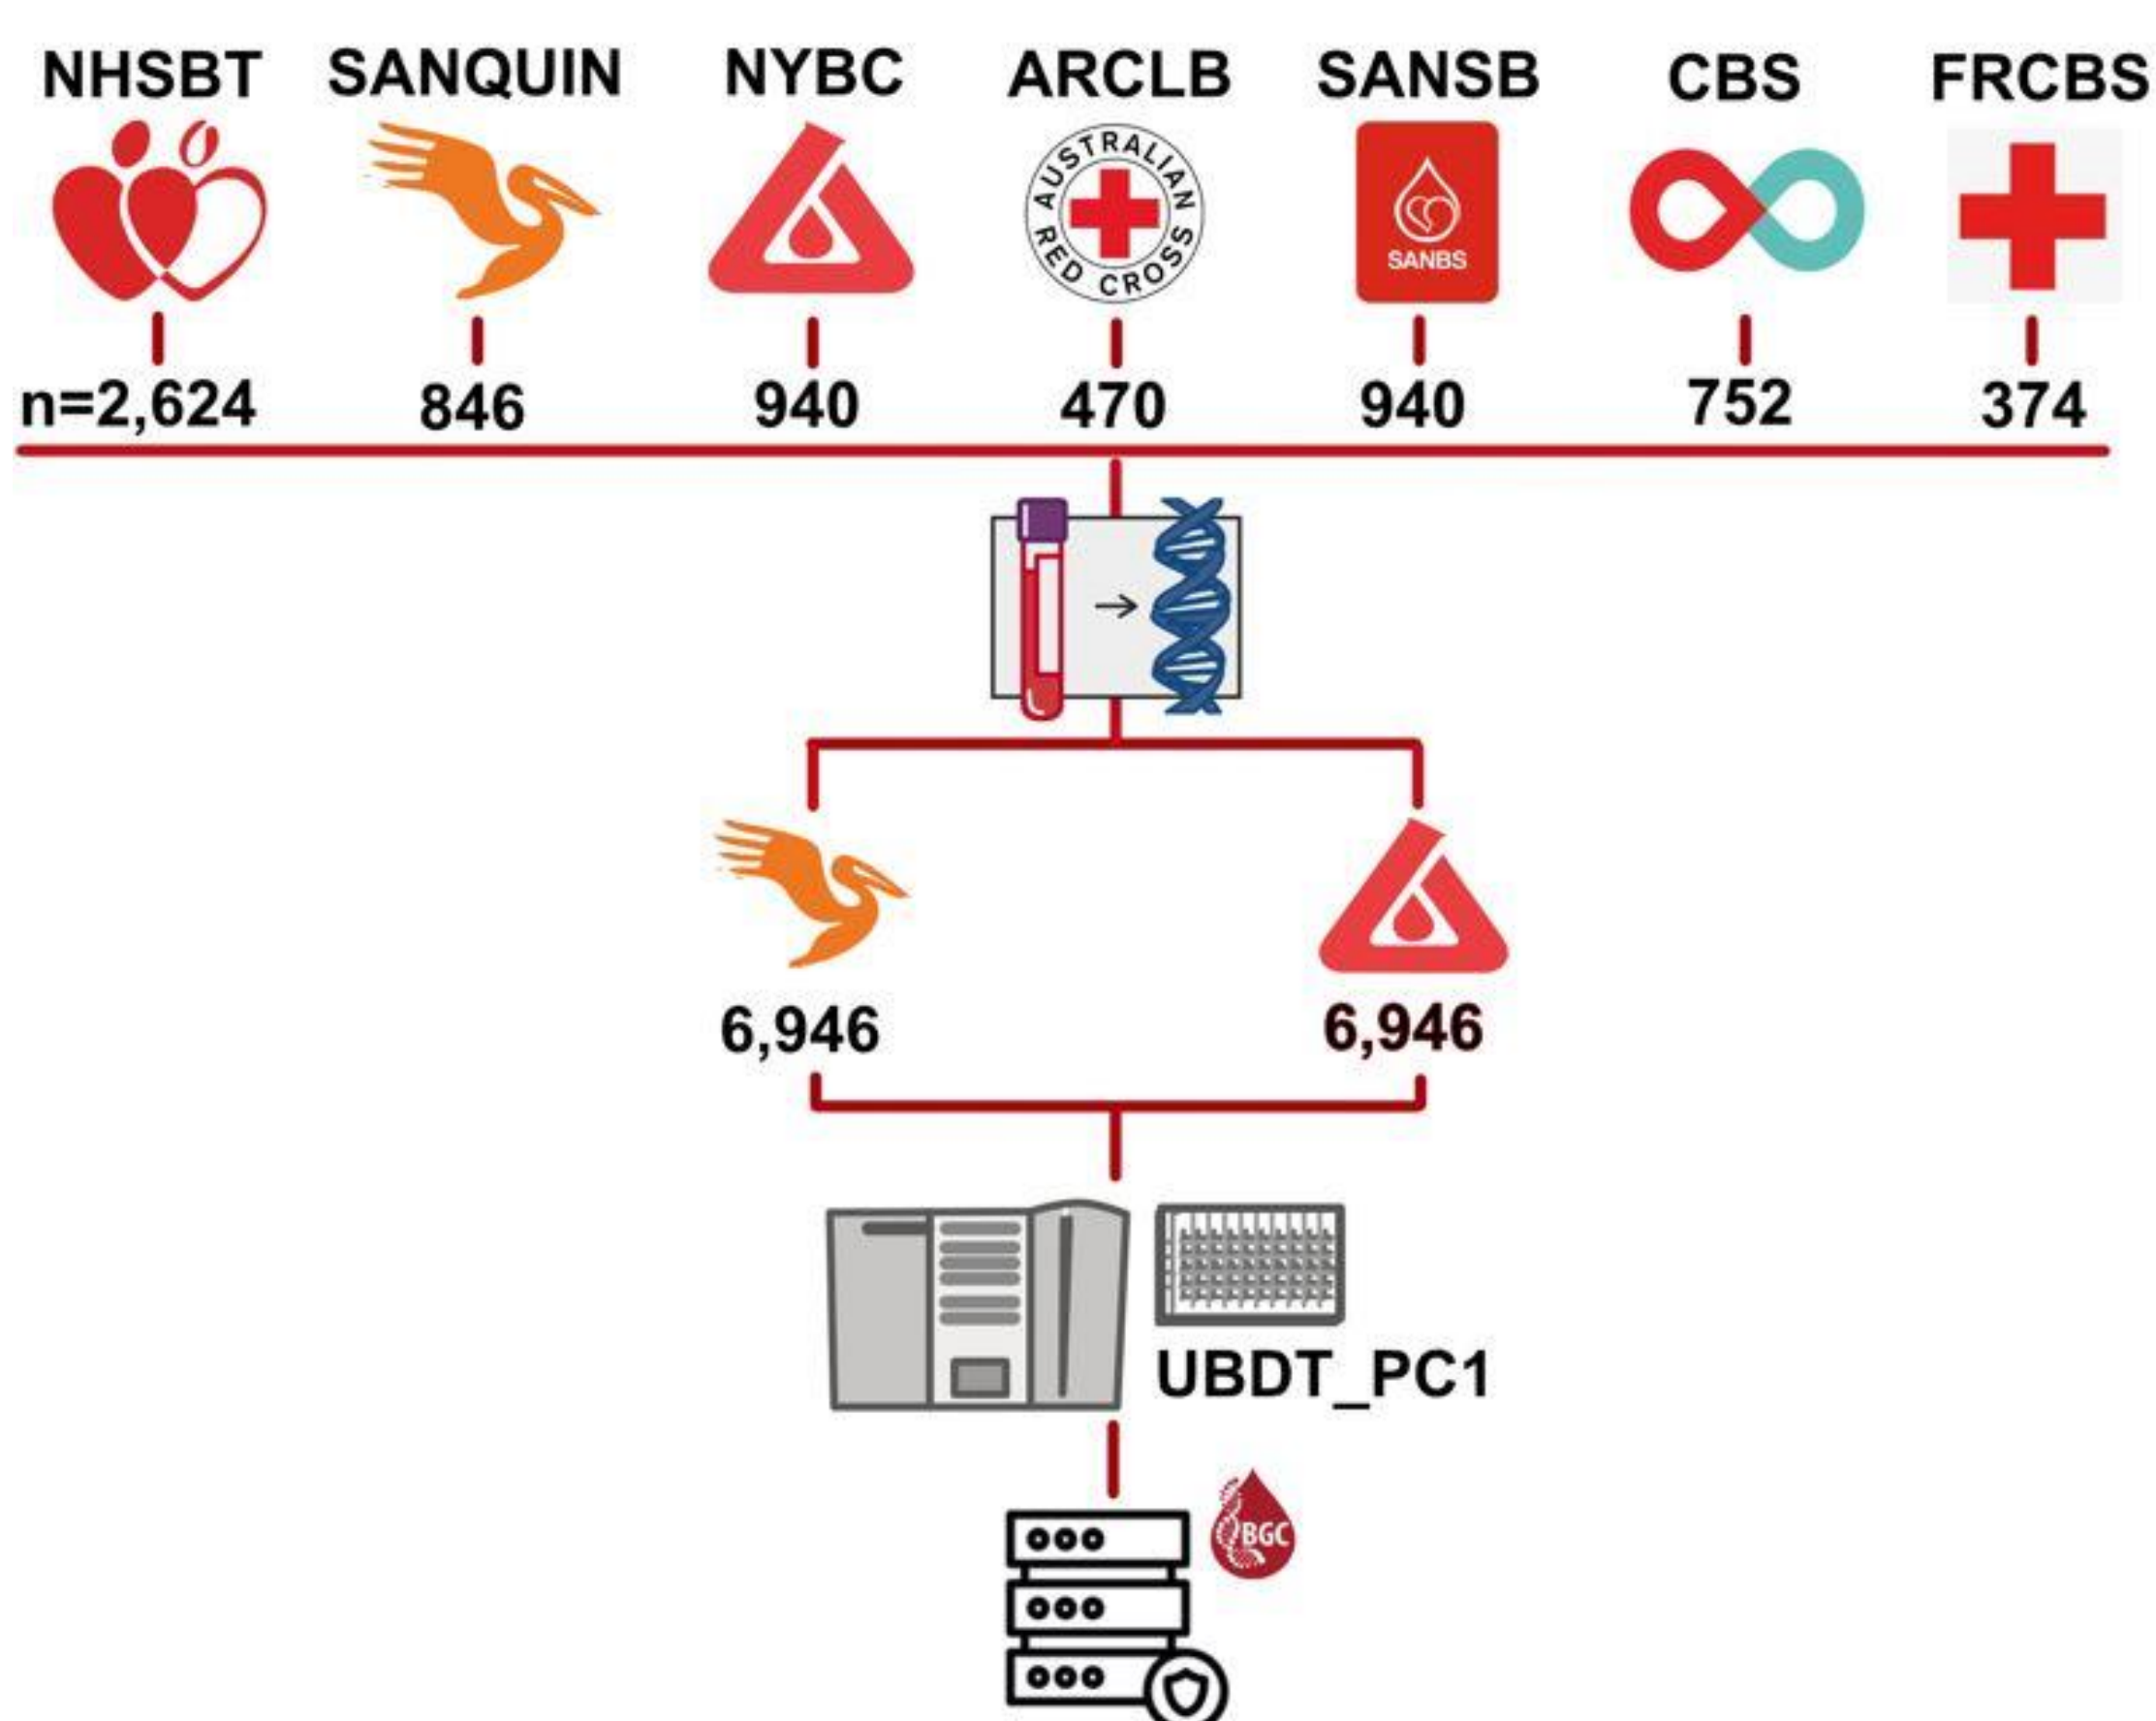 NHSBT SANQUIN NYBC ARCLB SANSB CBS FRCBS
AUSTRALIAN
RED CROSS
SANBS
n=2,624 846 940 470 940 752 374
6,946 6,946
UBDT_PC1
BGC